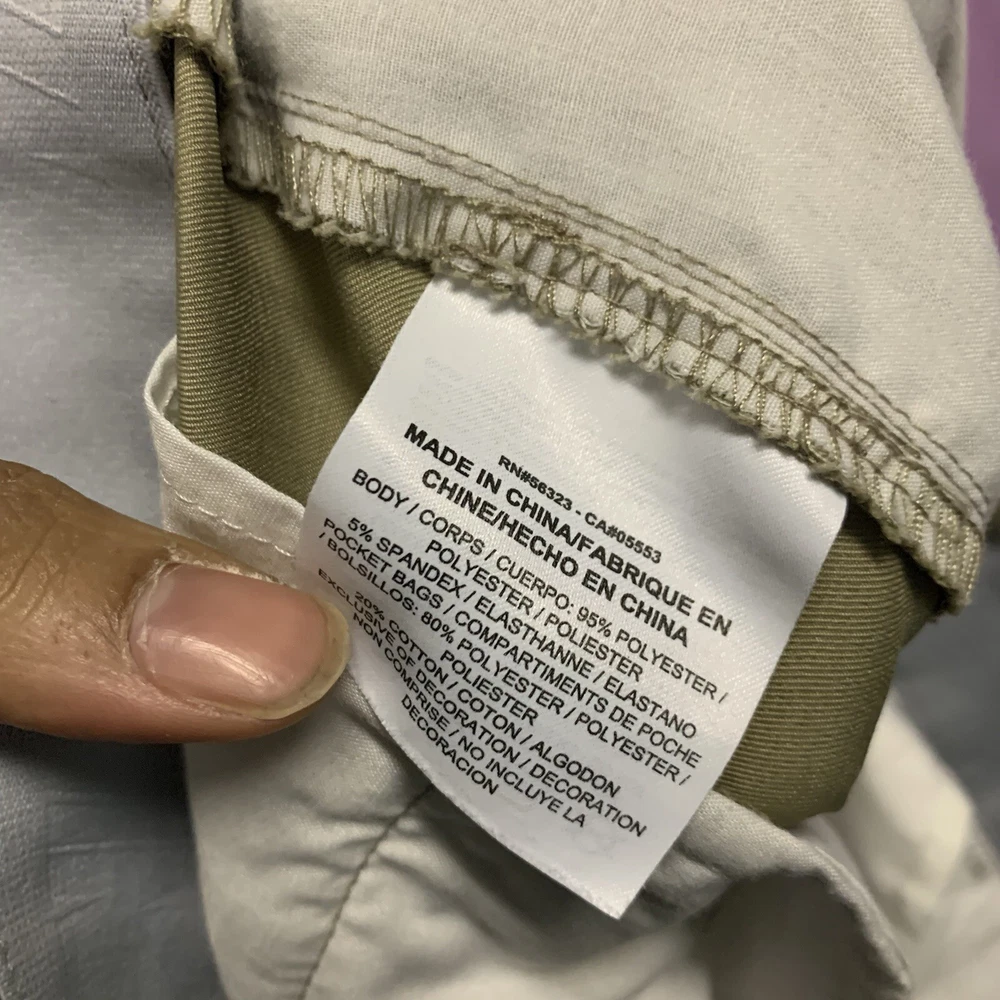 RN#56323 - CA#05553
MADE IN CHINA/FABRIQUE EN
CHINE/HECHO EN CHINA
BODY / CORPS / CUERPO: 95% POLYESTER /
POLYESTER / POLIESTER
5% SPANDEX / ELASTHANNE / ELASTANO
POCKET BAGS / COMPARTIMENTS DE POCHE
/ BOLSILLOS: 80% POLYESTER / POLYESTER /
POLIESTER
20% COTTON / COTON / ALGODON
EXCLUSIVE OF DECORATION / DECORATION
NON COMPRISE / NO INCLUYE LA
DECORACION